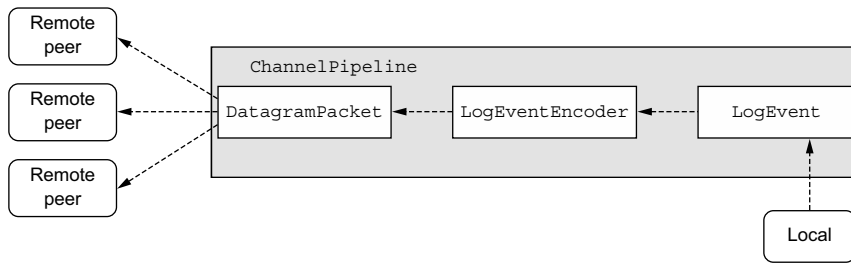 Remote
peer
ChannelPipeline
Remote
peer
DatagramPacket
LogEventEncoder
LogEvent
Remote
peer
Local